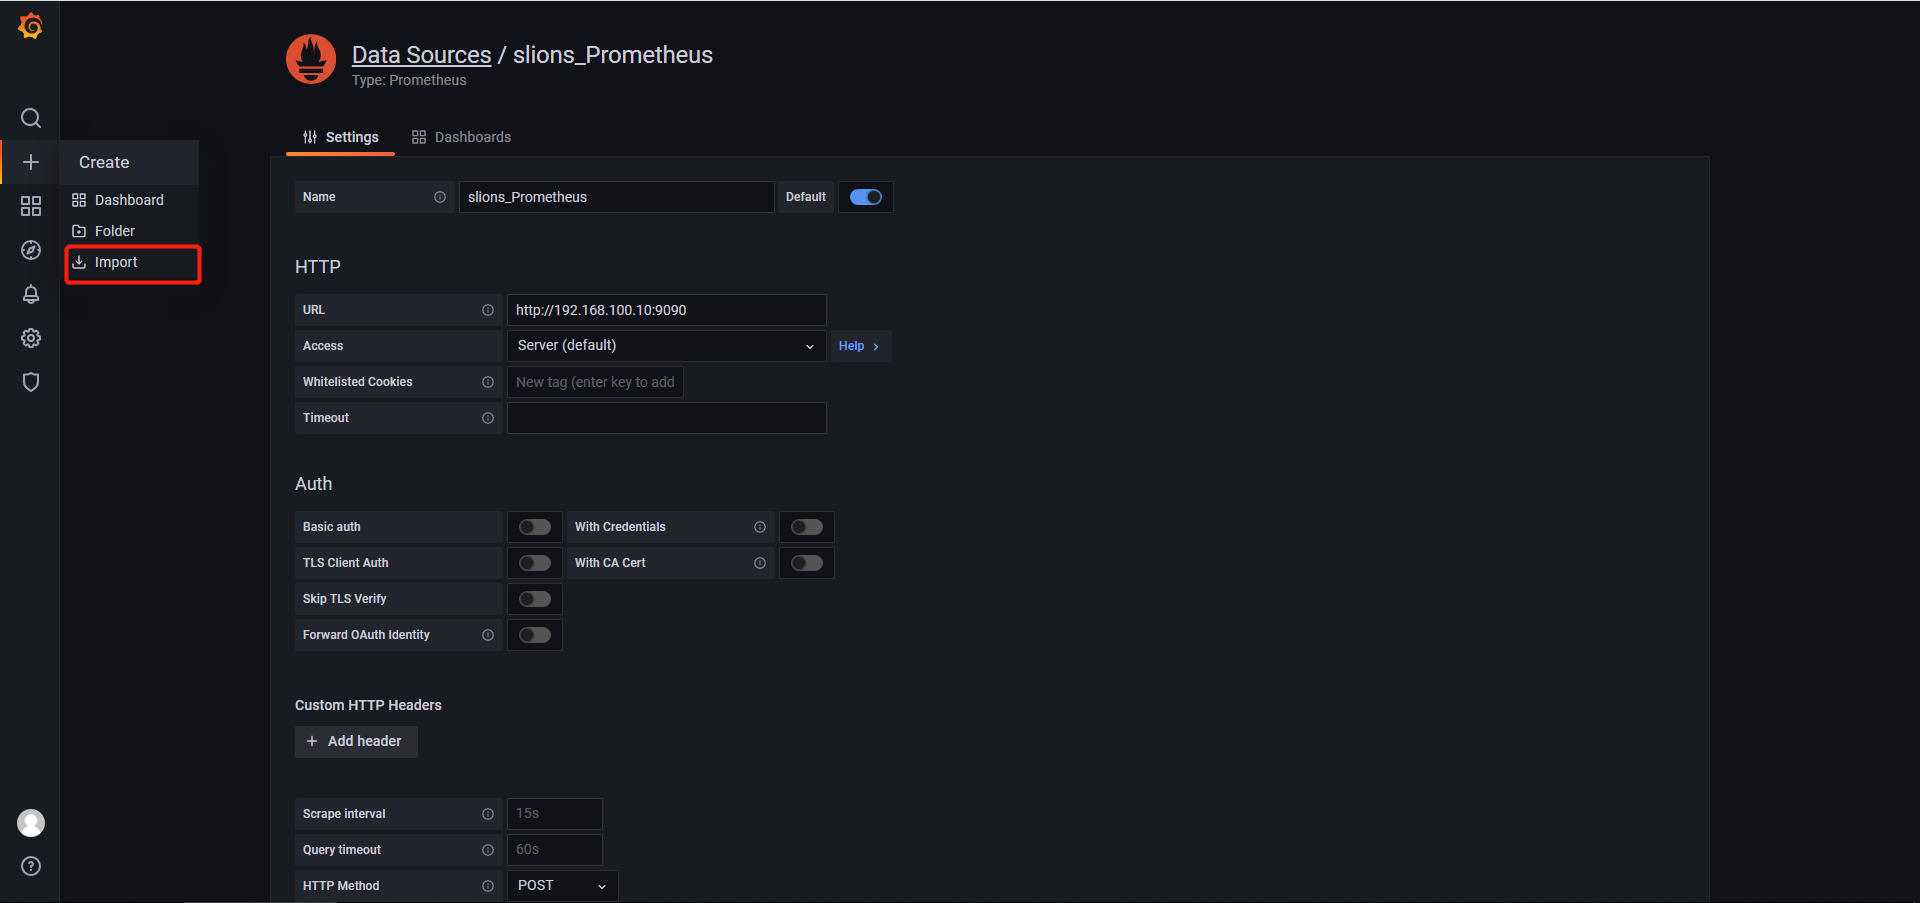 Data Sources / slions_Prometheus
Type: Prometheus
Create
Dashboard
Folder
Import
Settings
Dashboards
Name
slions_Prometheus
Default
HTTP
URL
http://192.168.100.10:9090
Access
Server (default)
Help
Whitelisted Cookies
New tag (enter key to add
Timeout
Auth
Basic auth
With Credentials
TLS Client Auth
With CA Cert
Skip TLS Verify
Forward OAuth Identity
Custom HTTP Headers
Add header
Scrape interval
15s
Query timeout
60s
HTTP Method
POST